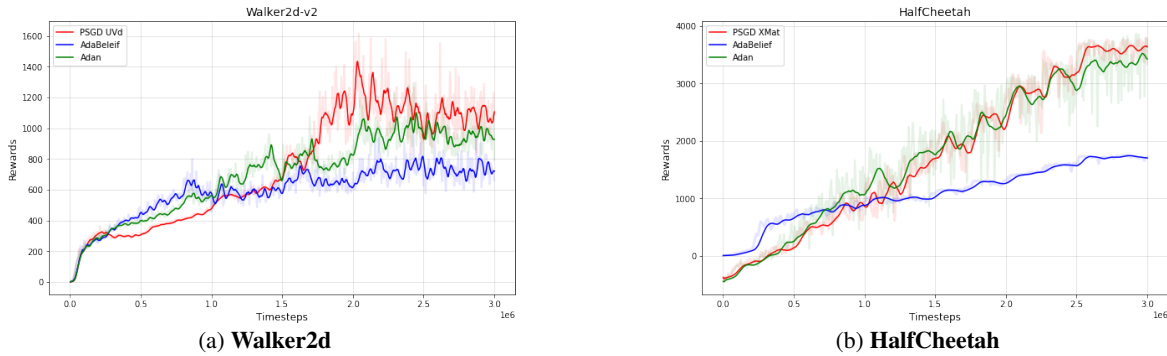 Walker2d-v2
PSGD UVd
AdaBeleif
Adan
Rewards
1600
1400
1200
1000
800
600
400
200
0
0.0 0.5 1.0 1.5 2.0 2.5 3.0
1e6
Timesteps
(a) Walker2d
HalfCheetah
PSGD XMat
AdaBelief
Adan
Rewards
4000
3000
2000
1000
0
0.0 0.5 1.0 1.5 2.0 2.5 3.0
1e6
Timesteps
(b) HalfCheetah